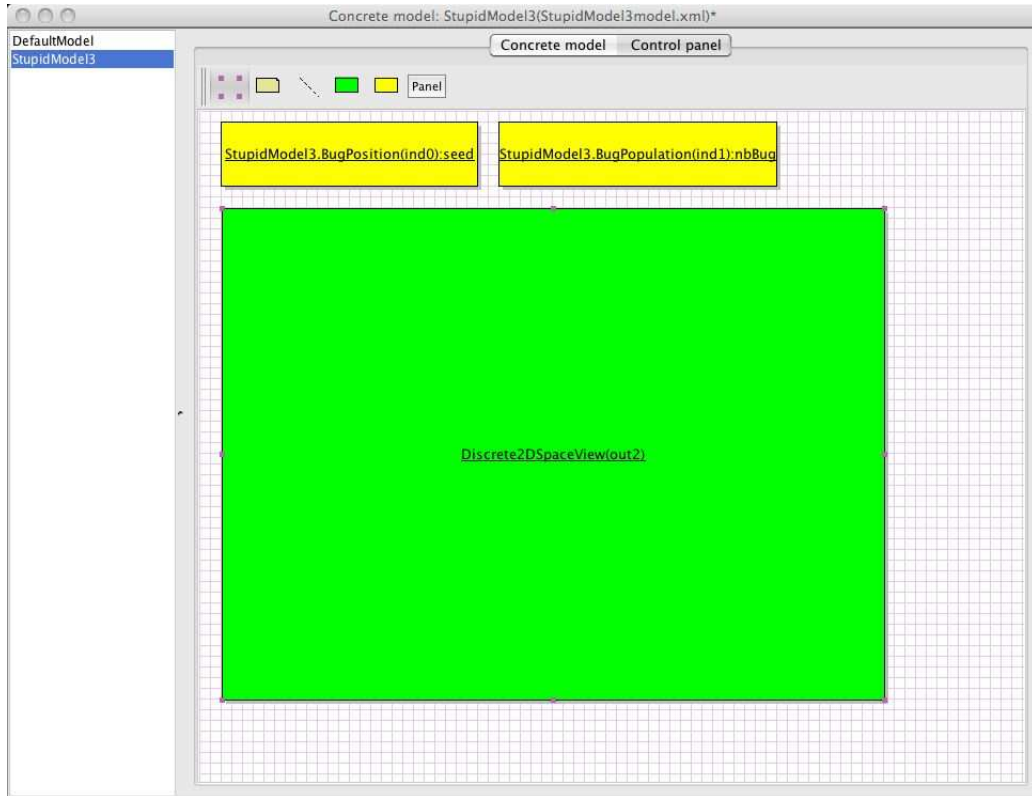 Concrete model: StupidModel3(StupidModel3model.xml)*
DefaultModel
StupidModel3
Concrete model
Control panel
Panel
StupidModel3.BugPosition(ind0):seed
StupidModel3.BugPopulation(ind1):nbBug
Discrete2DSpaceView(out2)